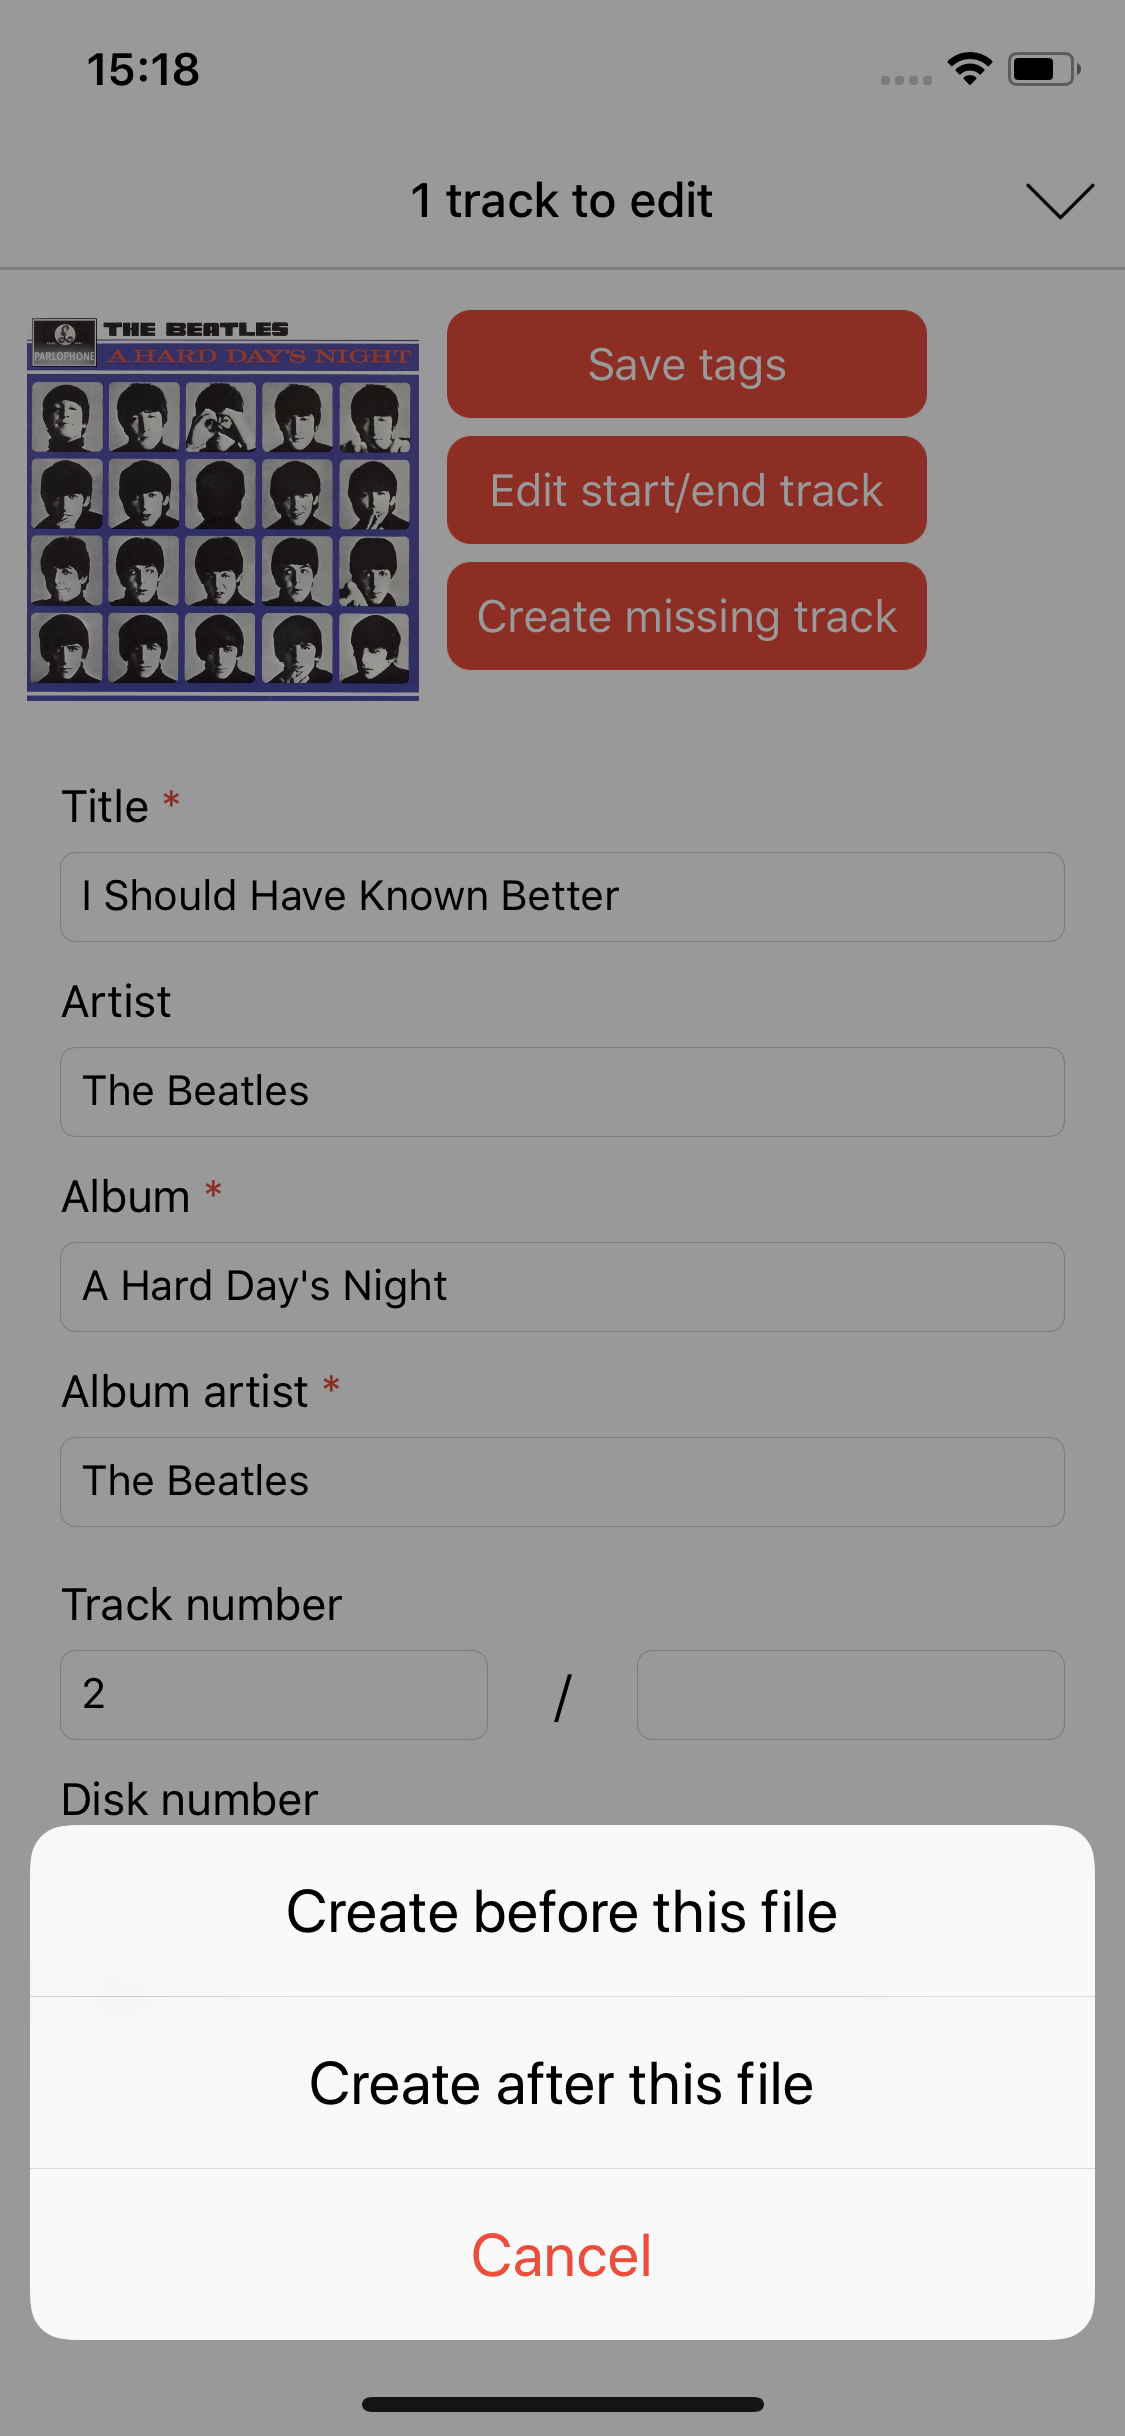 15:18
1 track to edit
THE BEATLES
PARLOPHONE
A HARD DAY'S NIGHT
Save tags
Edit start/end track
Create missing track
Title *
I Should Have Known Better
Artist
The Beatles
Album *
A Hard Day's Night
Album artist *
The Beatles
Track number
2 /
Disk number
Create before this file
Create after this file
Cancel